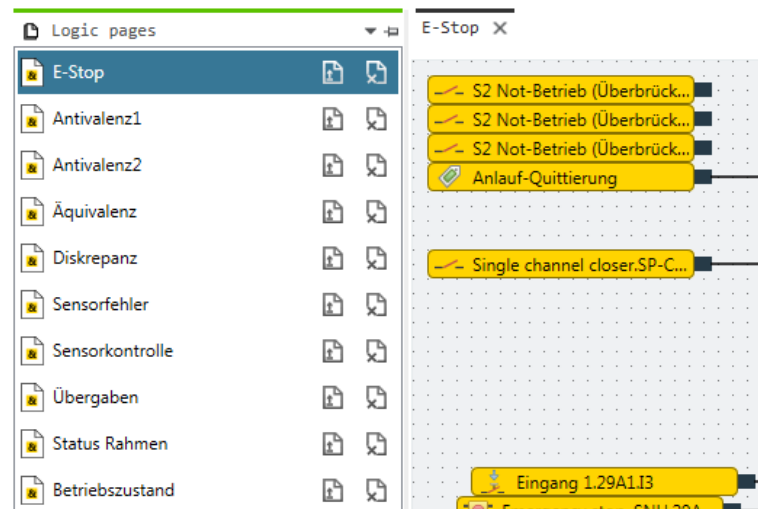 Logic pages
E-Stop
Antivalenz1
Antivalenz2
Äquivalenz
Diskrepanz
Sensorfehler
Sensorkontrolle
Übergaben
Status Rahmen
Betriebszustand
E-Stop
S2 Not-Betrieb (Überbrück...
S2 Not-Betrieb (Überbrück...
S2 Not-Betrieb (Überbrück...
Anlauf-Quittierung
Single channel closer.SP-C...
Eingang 1.29A1.I3